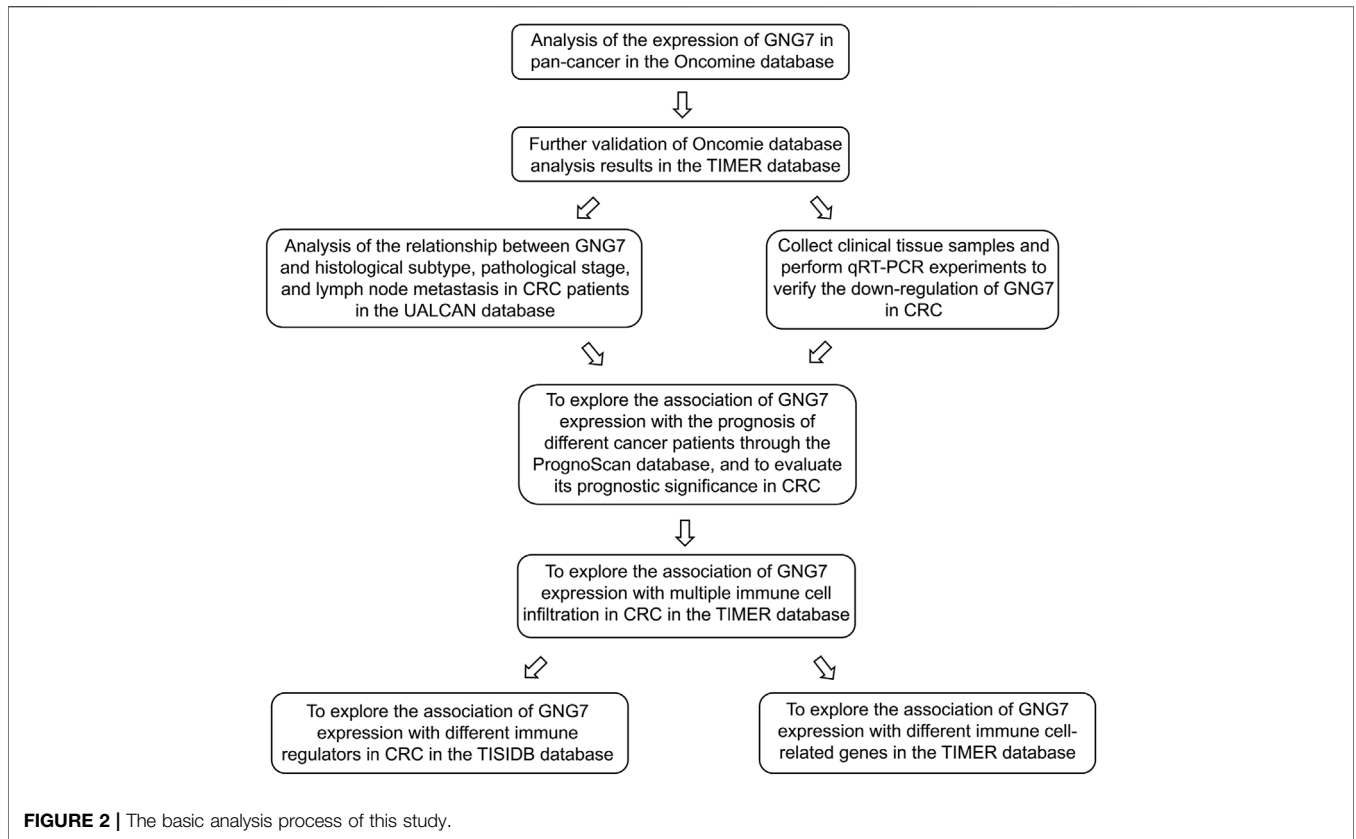 Analysis of the expression of GNG7 in
pan-cancer in the Oncomine database
Further validation of Oncomie database
analysis results in the TIMER database
Analysis of the relationship between GNG7
and histological subtype, pathological stage,
and lymph node metastasis in CRC patients
in the UALCAN database
Collect clinical tissue samples and
perform qRT-PCR experiments to
verify the down-regulation of GNG7
in CRC
To explore the association of GNG7
expression with the prognosis of
different cancer patients through the
PrognoScan database, and to evaluate
its prognostic significance in CRC
To explore the association of GNG7
expression with multiple immune cell
infiltration in CRC in the TIMER database
To explore the association of GNG7
expression with different immune
regulators in CRC in the TISIDB database
To explore the association of GNG7
expression with different immune cell-
related genes in the TIMER database
FIGURE 2 | The basic analysis process of this study.